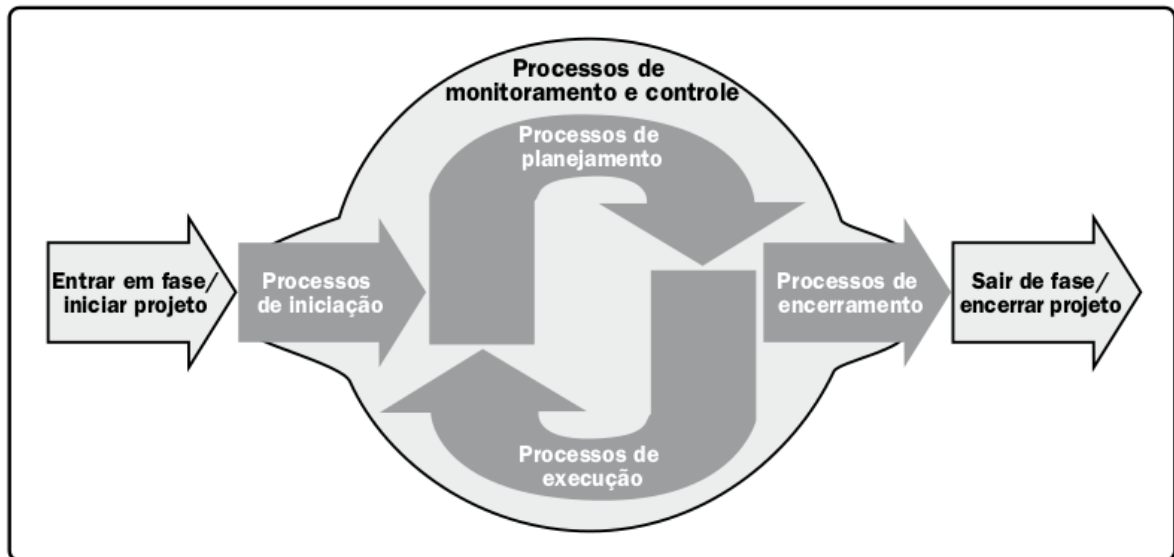 Processos de
monitoramento e controle
Processos de
planejamento
Entrar em fase/
iniciar projeto
Processos
de iniciação
Processos de
encerramento
Sair de fase/
encerrar projeto
Processos de
execução